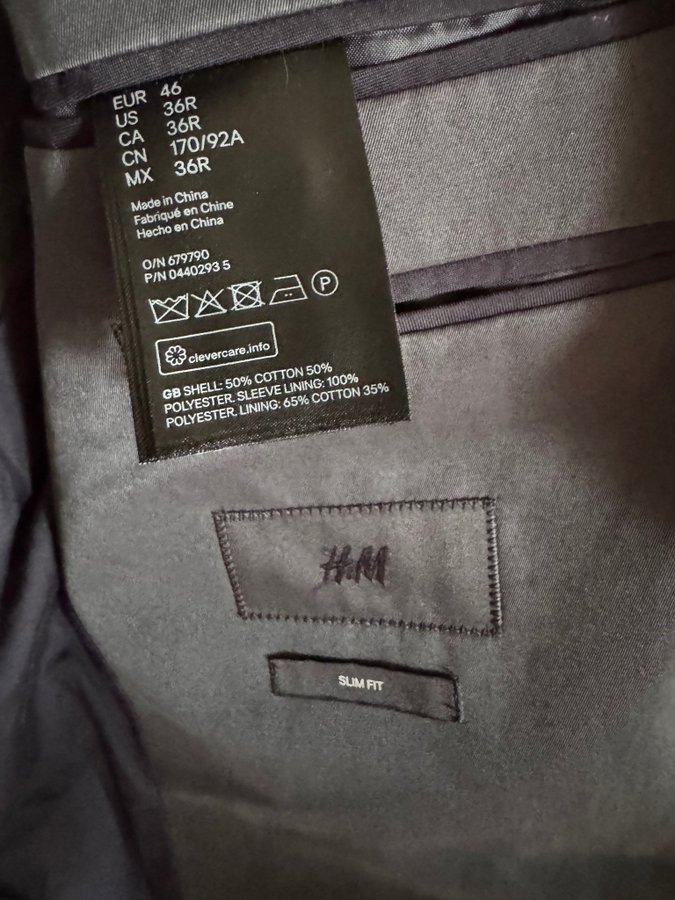 EUR 46
US 36R
CA 36R
CN 170/92A
MX 36R
Made in China
Fabriqué en Chine
Hecho en China
O/N 679790
P/N 0440293 5
P
clevercare.info
GB SHELL: 50% COTTON 50%
POLYESTER. SLEEVE LINING: 100%
POLYESTER. LINING: 65% COTTON 35%
H&M
SLIM FIT